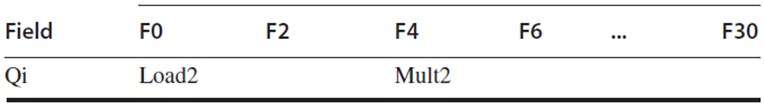 Field F0 F2 F4 F6 ... F30
Qi Load2 Mult2